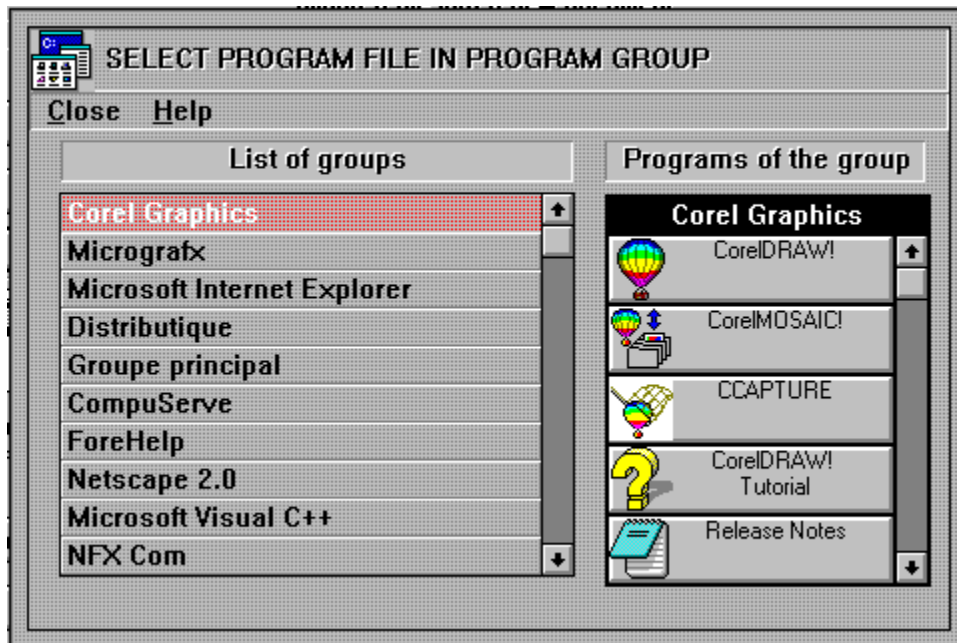 C:
SELECT PROGRAM FILE IN PROGRAM GROUP
Close Help
List of groups
Corel Graphics
Micrografx
Microsoft Internet Explorer
Distributique
Groupe principal
CompuServe
ForeHelp
Netscape 2.0
Microsoft Visual C++
NFX Com
Programs of the group
Corel Graphics
CorelDRAW!
CorelMOSAIC!
CCAPTURE
CorelDRAW!
Tutorial
Release Notes